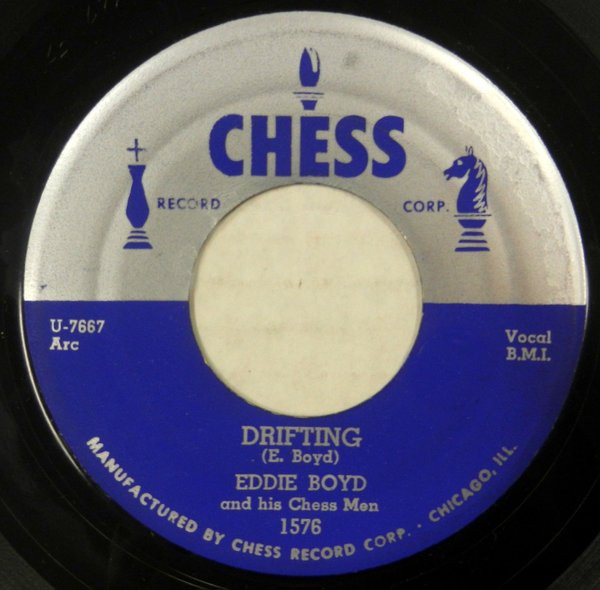 CHESS
RECORD CORP.
U-7667
Arc
Vocal
B.M.I.
DRIFTING
(E. Boyd)
EDDIE BOYD
and his Chess Men
1576
MANUFACTURED BY CHESS RECORD CORP. · CHICAGO, ILL.